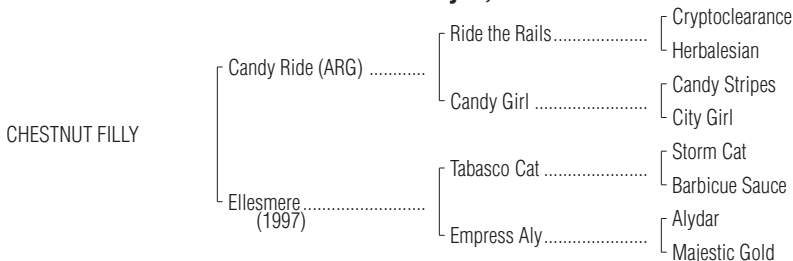 Cryptoclearance
Ride the Rails....................
Herbalesian
Candy Ride (ARG) ............
Candy Stripes
Candy Girl ........................
City Girl
CHESTNUT FILLY
Storm Cat
Tabasco Cat ......................
Barbicue Sauce
Ellesmere..........................
(1997)
Alydar
Empress Aly......................
Majestic Gold